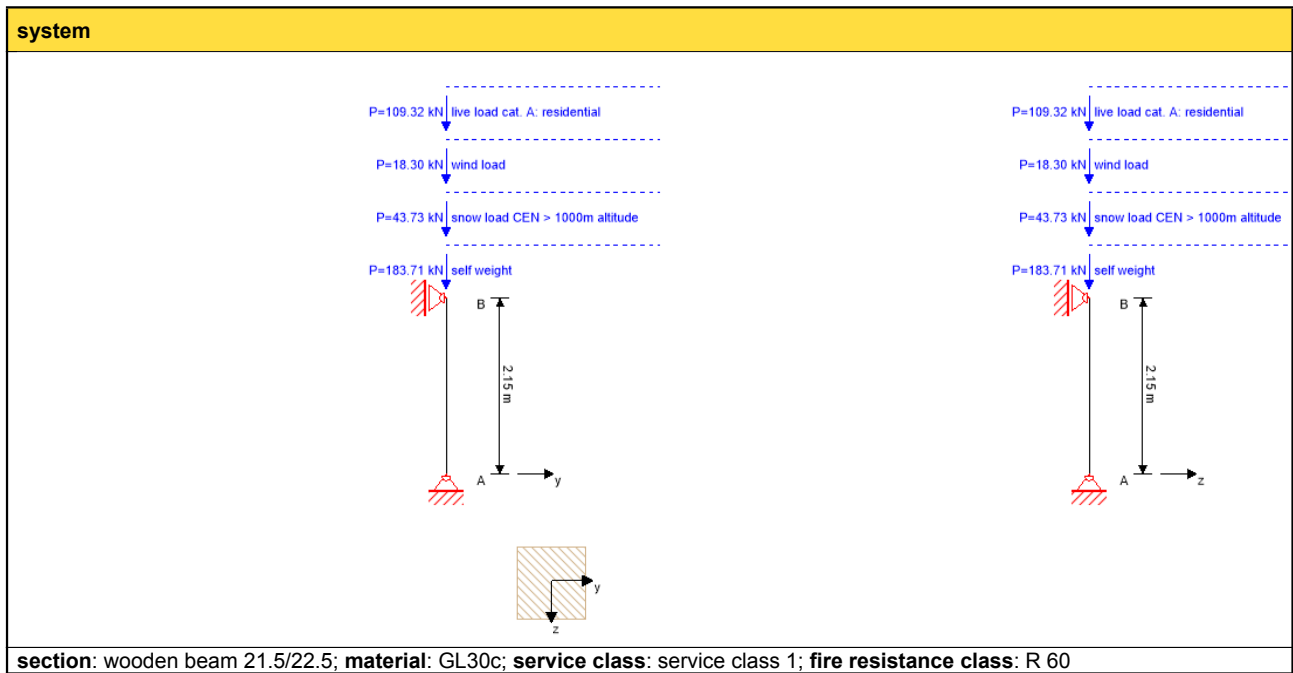 system
P=109.32 kN live load cat. A: residential
P=18.30 kN wind load
P=43.73 kN snow load CEN > 1000m altitude
P=183.71 kN self weight
B
2.15 m
A
y
P=109.32 kN live load cat. A: residential
P=18.30 kN wind load
P=43.73 kN snow load CEN > 1000m altitude
P=183.71 kN self weight
B
2.15 m
A
z
y
z
section: wooden beam 21.5/22.5; material: GL30c; service class: service class 1; fire resistance class: R 60